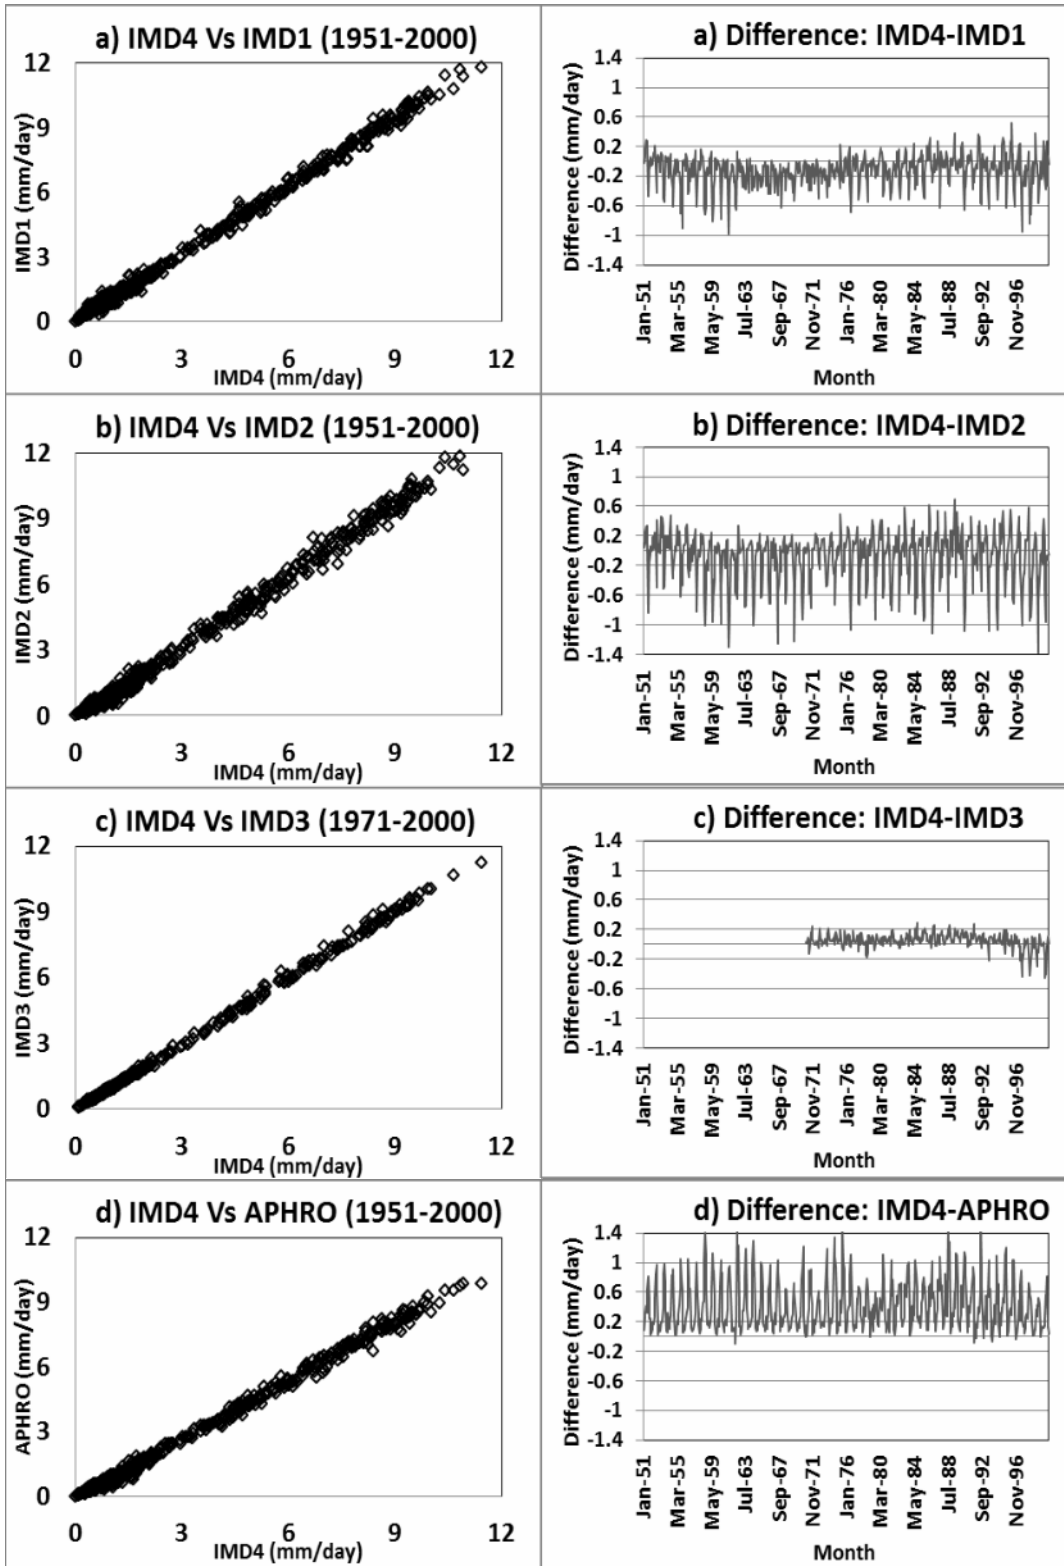 a) IMD4 Vs IMD1 (1951-2000)
12
9
6
3
0
IMD1 (mm/day)
0 3 6 9 12
IMD4 (mm/day)
a) Difference: IMD4-IMD1
1.4
1
0.6
0.2
-0.2
-0.6
-1
-1.4
Difference (mm/day)
Jan-51
Mar-55
May-59
Jul-63
Sep-67
Nov-71
Jan-76
Mar-80
May-84
Jul-88
Sep-92
Nov-96
Month
b) IMD4 Vs IMD2 (1951-2000)
12
9
6
3
0
IMD2 (mm/day)
0 3 6 9 12
IMD4 (mm/day)
b) Difference: IMD4-IMD2
1.4
1
0.6
0.2
-0.2
-0.6
-1
-1.4
Difference (mm/day)
Jan-51
Mar-55
May-59
Jul-63
Sep-67
Nov-71
Jan-76
Mar-80
May-84
Jul-88
Sep-92
Nov-96
Month
c) IMD4 Vs IMD3 (1971-2000)
12
9
6
3
0
IMD3 (mm/day)
0 3 6 9 12
IMD4 (mm/day)
c) Difference: IMD4-IMD3
1.4
1
0.6
0.2
-0.2
-0.6
-1
-1.4
Difference (mm/day)
Jan-51
Mar-55
May-59
Jul-63
Sep-67
Nov-71
Jan-76
Mar-80
May-84
Jul-88
Sep-92
Nov-96
Month
d) IMD4 Vs APHRO (1951-2000)
12
9
6
3
0
APHRO (mm/day)
0 3 6 9 12
IMD4 (mm/day)
d) Difference: IMD4-APHRO
1.4
1
0.6
0.2
-0.2
-0.6
-1
-1.4
Difference (mm/day)
Jan-51
Mar-55
May-59
Jul-63
Sep-67
Nov-71
Jan-76
Mar-80
May-84
Jul-88
Sep-92
Nov-96
Month